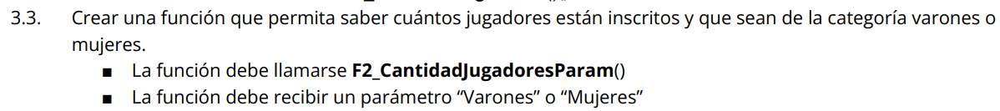 3.3. Crear una función que permita saber cuántos jugadores están inscritos y que sean de la categoría varones o
mujeres.
▪ La función debe llamarse F2_CantidadJugadoresParam()
▪ La función debe recibir un parámetro “Varones” o “Mujeres”